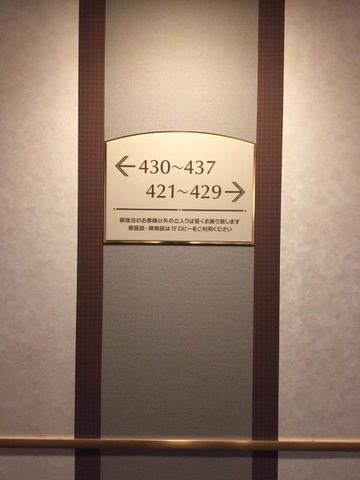 ← 430~437
421~429 →
御宿泊のお客様以外の立入りは堅くお断り致します
御面談・御商談は1Fロビーをご利用ください